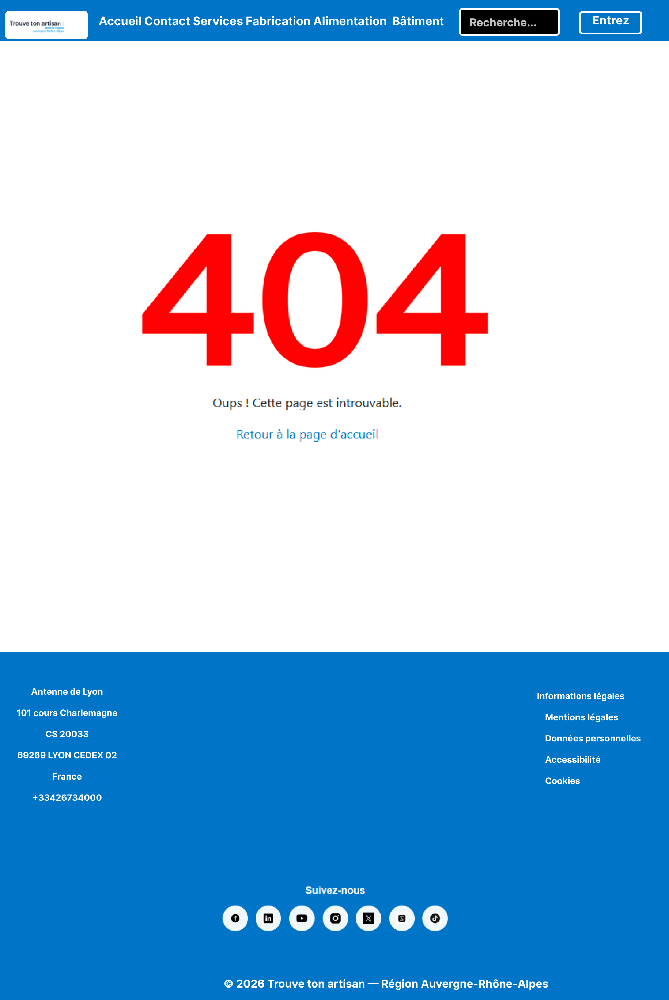 Trouve ton artisan !
Avec la région
Auvergne-Rhône-Alpes
Accueil Contact Services Fabrication Alimentation Bâtiment
Recherche...
Entrez
404
Oups ! Cette page est introuvable.
Retour à la page d'accueil
Antenne de Lyon
101 cours Charlemagne
CS 20033
69269 LYON CEDEX 02
France
+33426734000
Informations légales
Mentions légales
Données personnelles
Accessibilité
Cookies
Suivez-nous
© 2026 Trouve ton artisan — Région Auvergne-Rhône-Alpes